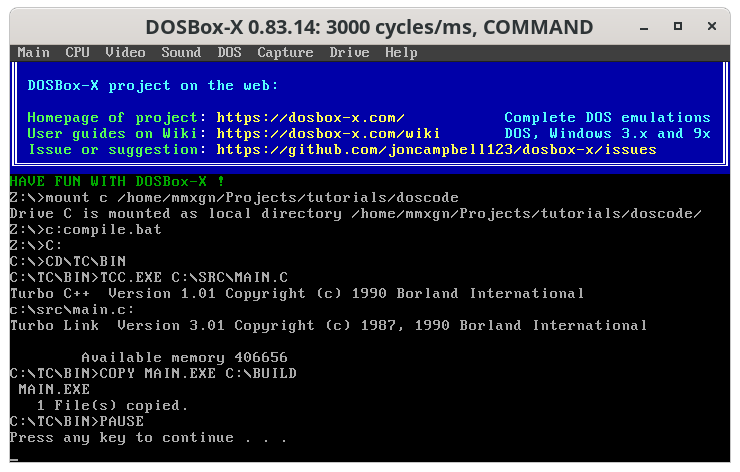 DOSBox-X 0.83.14: 3000 cycles/ms, COMMAND
Main CPU Video Sound DOS Capture Drive Help
DOSBox-X project on the web:
Homepage of project: https://dosbox-x.com/ Complete DOS emulations
User guides on Wiki: https://dosbox-x.com/wiki DOS, Windows 3.x and 9x
Issue or suggestion: https://github.com/joncampbell123/dosbox-x/issues
HAVE FUN WITH DOSBox-X !
Z:\>mount c /home/mmxgn/Projects/tutorials/doscode
Drive C is mounted as local directory /home/mmxgn/Projects/tutorials/doscode/
Z:\>c:compile.bat
Z:\>C:
C:\>CD\TC\BIN
C:\TC\BIN>TCC.EXE C:\SRC\MAIN.C
Turbo C++  Version 1.01 Copyright (c) 1990 Borland International
c:\src\main.c:
Turbo Link  Version 3.01 Copyright (c) 1987, 1990 Borland International
        Available memory 406656
C:\TC\BIN>COPY MAIN.EXE C:\BUILD
 MAIN.EXE
   1 File(s) copied.
C:\TC\BIN>PAUSE
Press any key to continue . . .